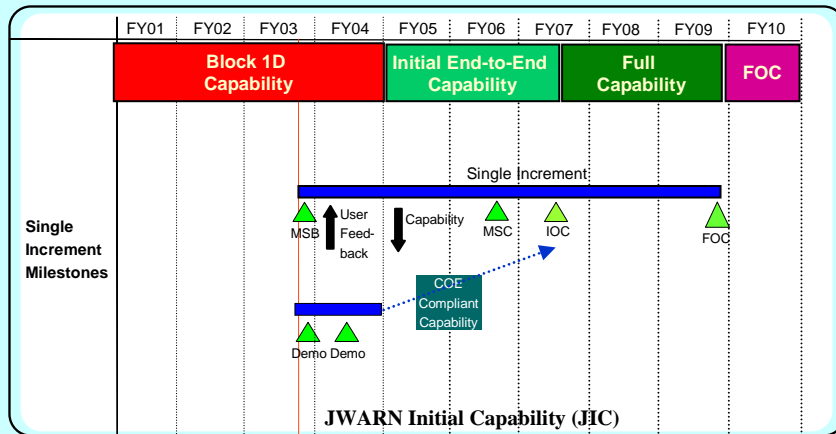 FY01 FY02 FY03 FY04 FY05 FY06 FY07 FY08 FY09 FY10
Block 1D
Capability
Initial End-to-End
Capability
Full
Capability
FOC
Single Increment
MSB
User
Feed-
back
Capability
MSC
IOC
FOC
Single
Increment
Milestones
COE
Compliant
Capability
Demo Demo
JWARN Initial Capability (JIC)